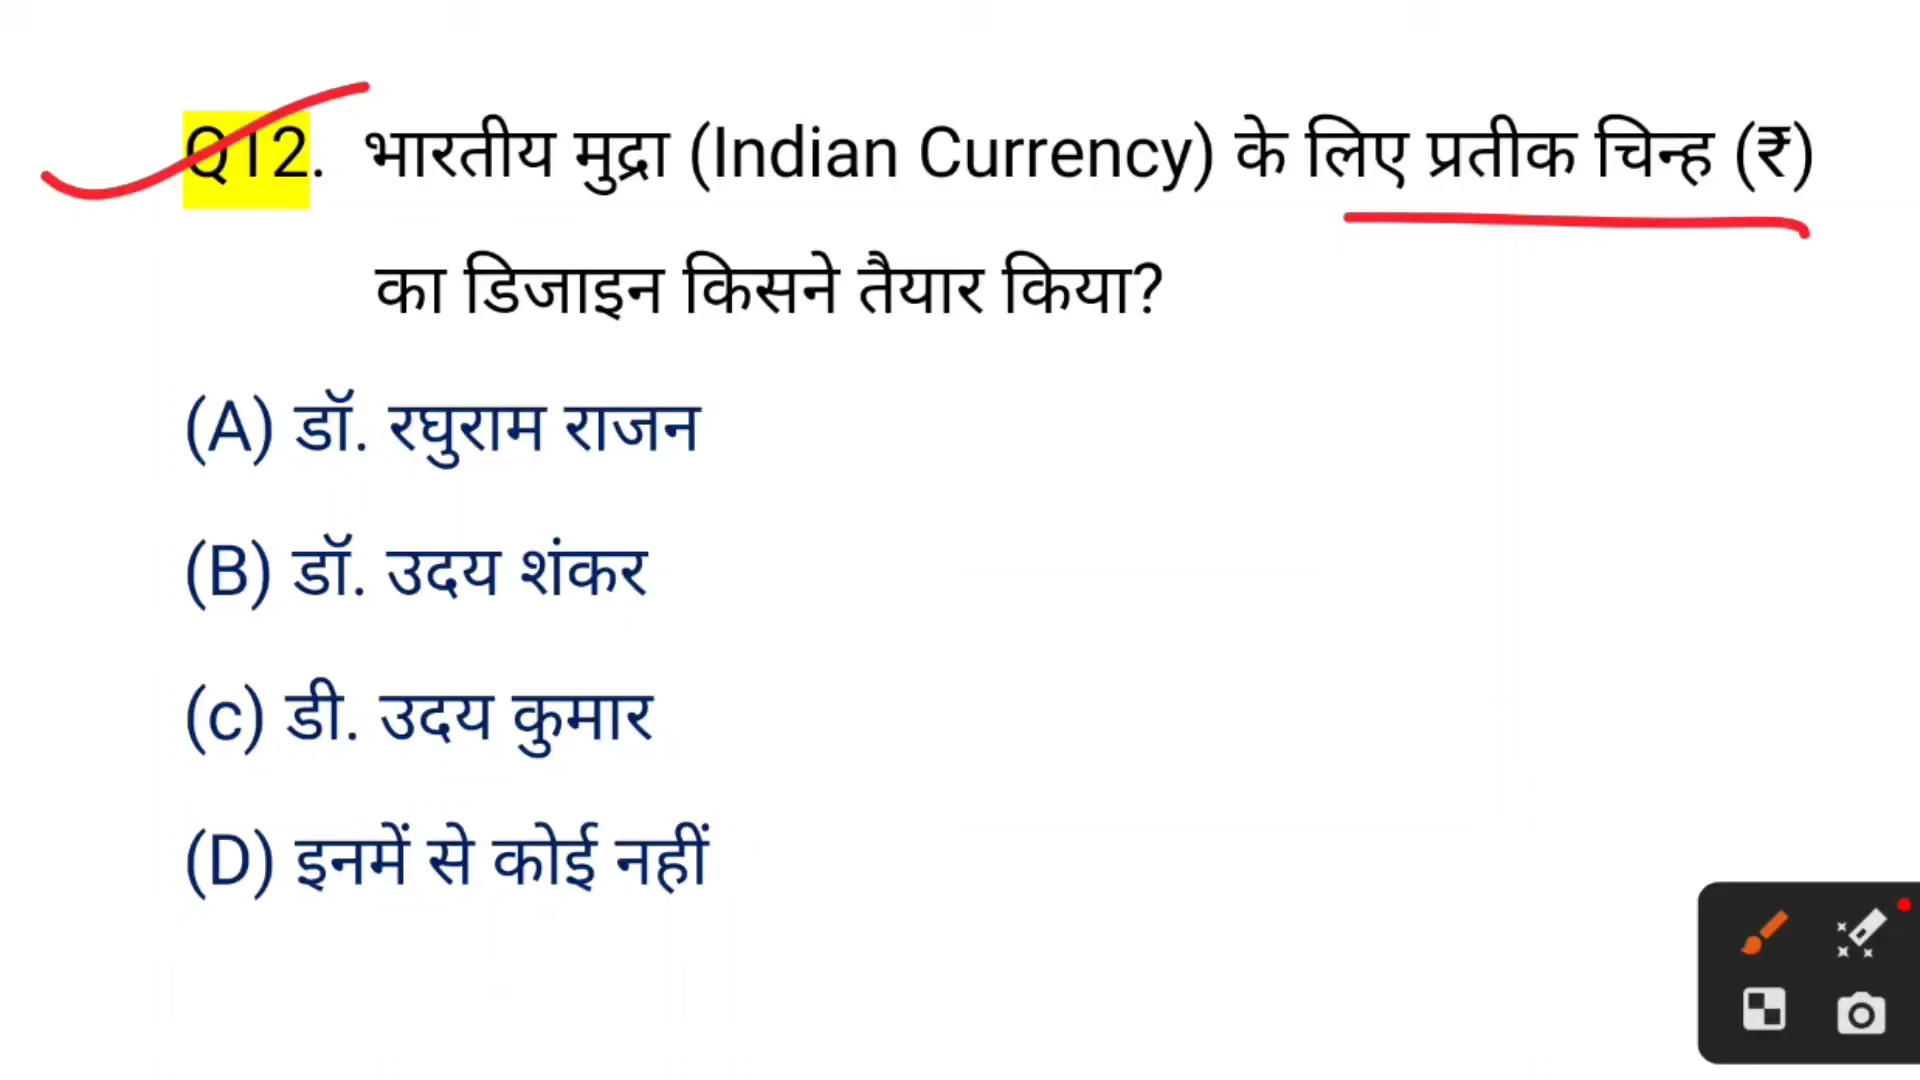 Q12. भारतीय मुद्रा (Indian Currency) के लिए प्रतीक चिन्ह (₹)
का डिजाइन किसने तैयार किया?
(A) डॉ. रघुराम राजन
(B) डॉ. उदय शंकर
(c) डी. उदय कुमार
(D) इनमें से कोई नहीं